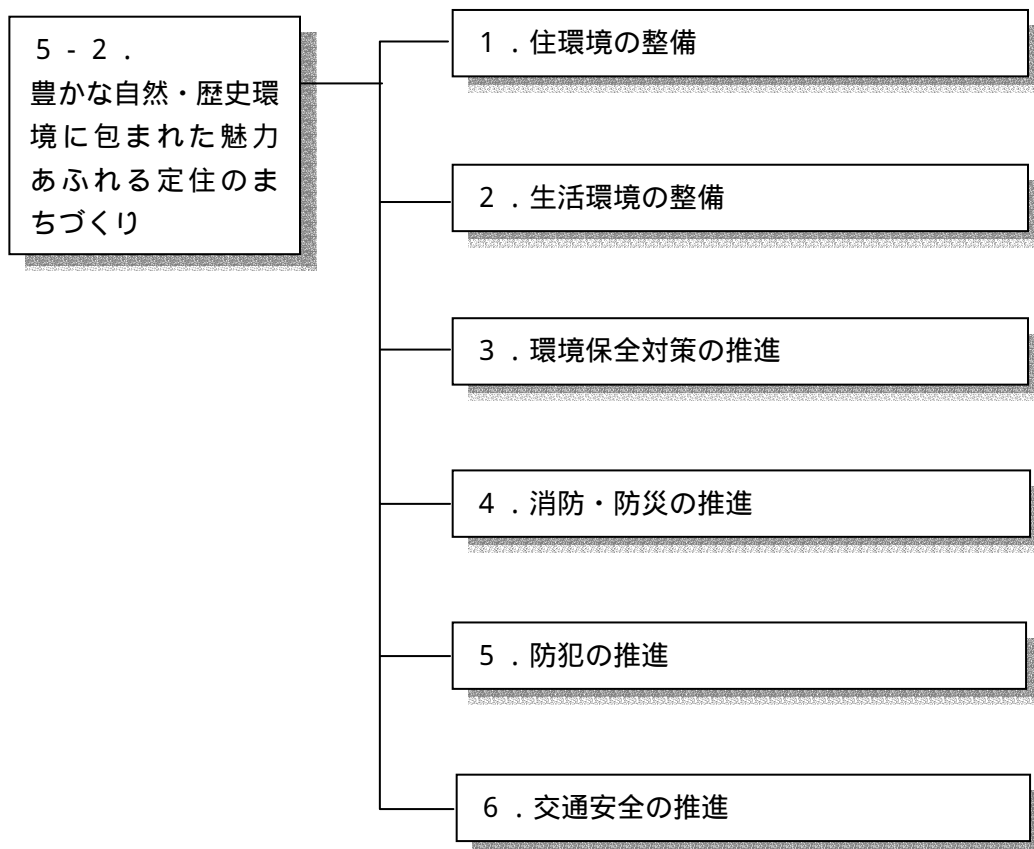 5-2.
豊かな自然・歴史環
境に包まれた魅力
あふれる定住のま
ちづくり
1.住環境の整備
2.生活環境の整備
3.環境保全対策の推進
4.消防・防災の推進
5.防犯の推進
6.交通安全の推進